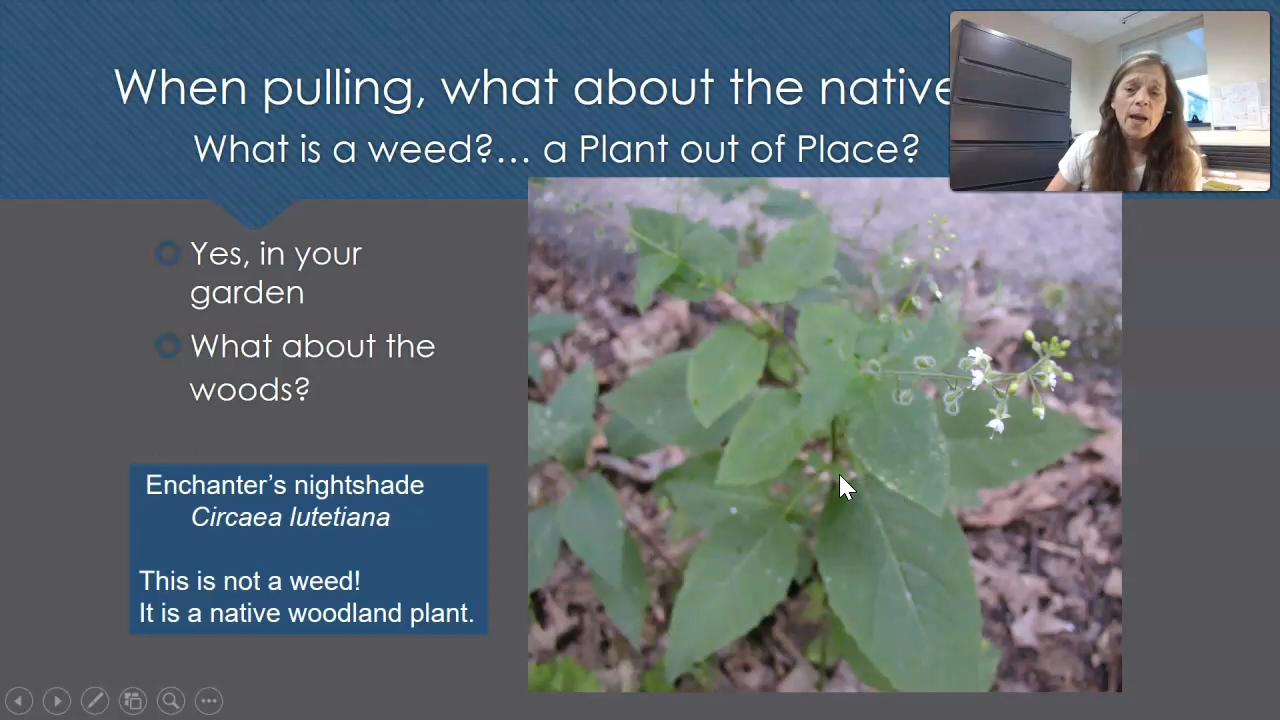 When pulling, what about the native
What is a weed?... a Plant out of Place?
Yes, in your
garden
What about the
woods?
Enchanter's nightshade
Circaea lutetiana
This is not a weed!
It is a native woodland plant.